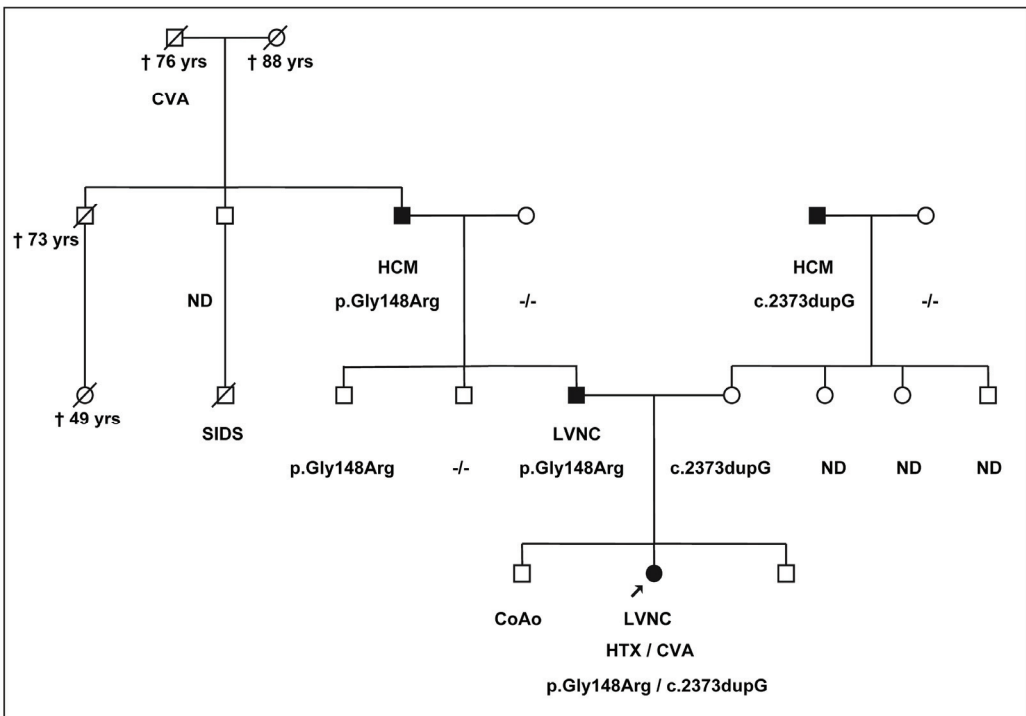 † 76 yrs † 88 yrs
CVA
† 73 yrs
HCM HCM
ND p.Gly148Arg -/- c.2373dupG -/-
† 49 yrs
SIDS LVNC
p.Gly148Arg -/- p.Gly148Arg c.2373dupG ND ND ND
CoAo LVNC
HTX / CVA
p.Gly148Arg / c.2373dupG